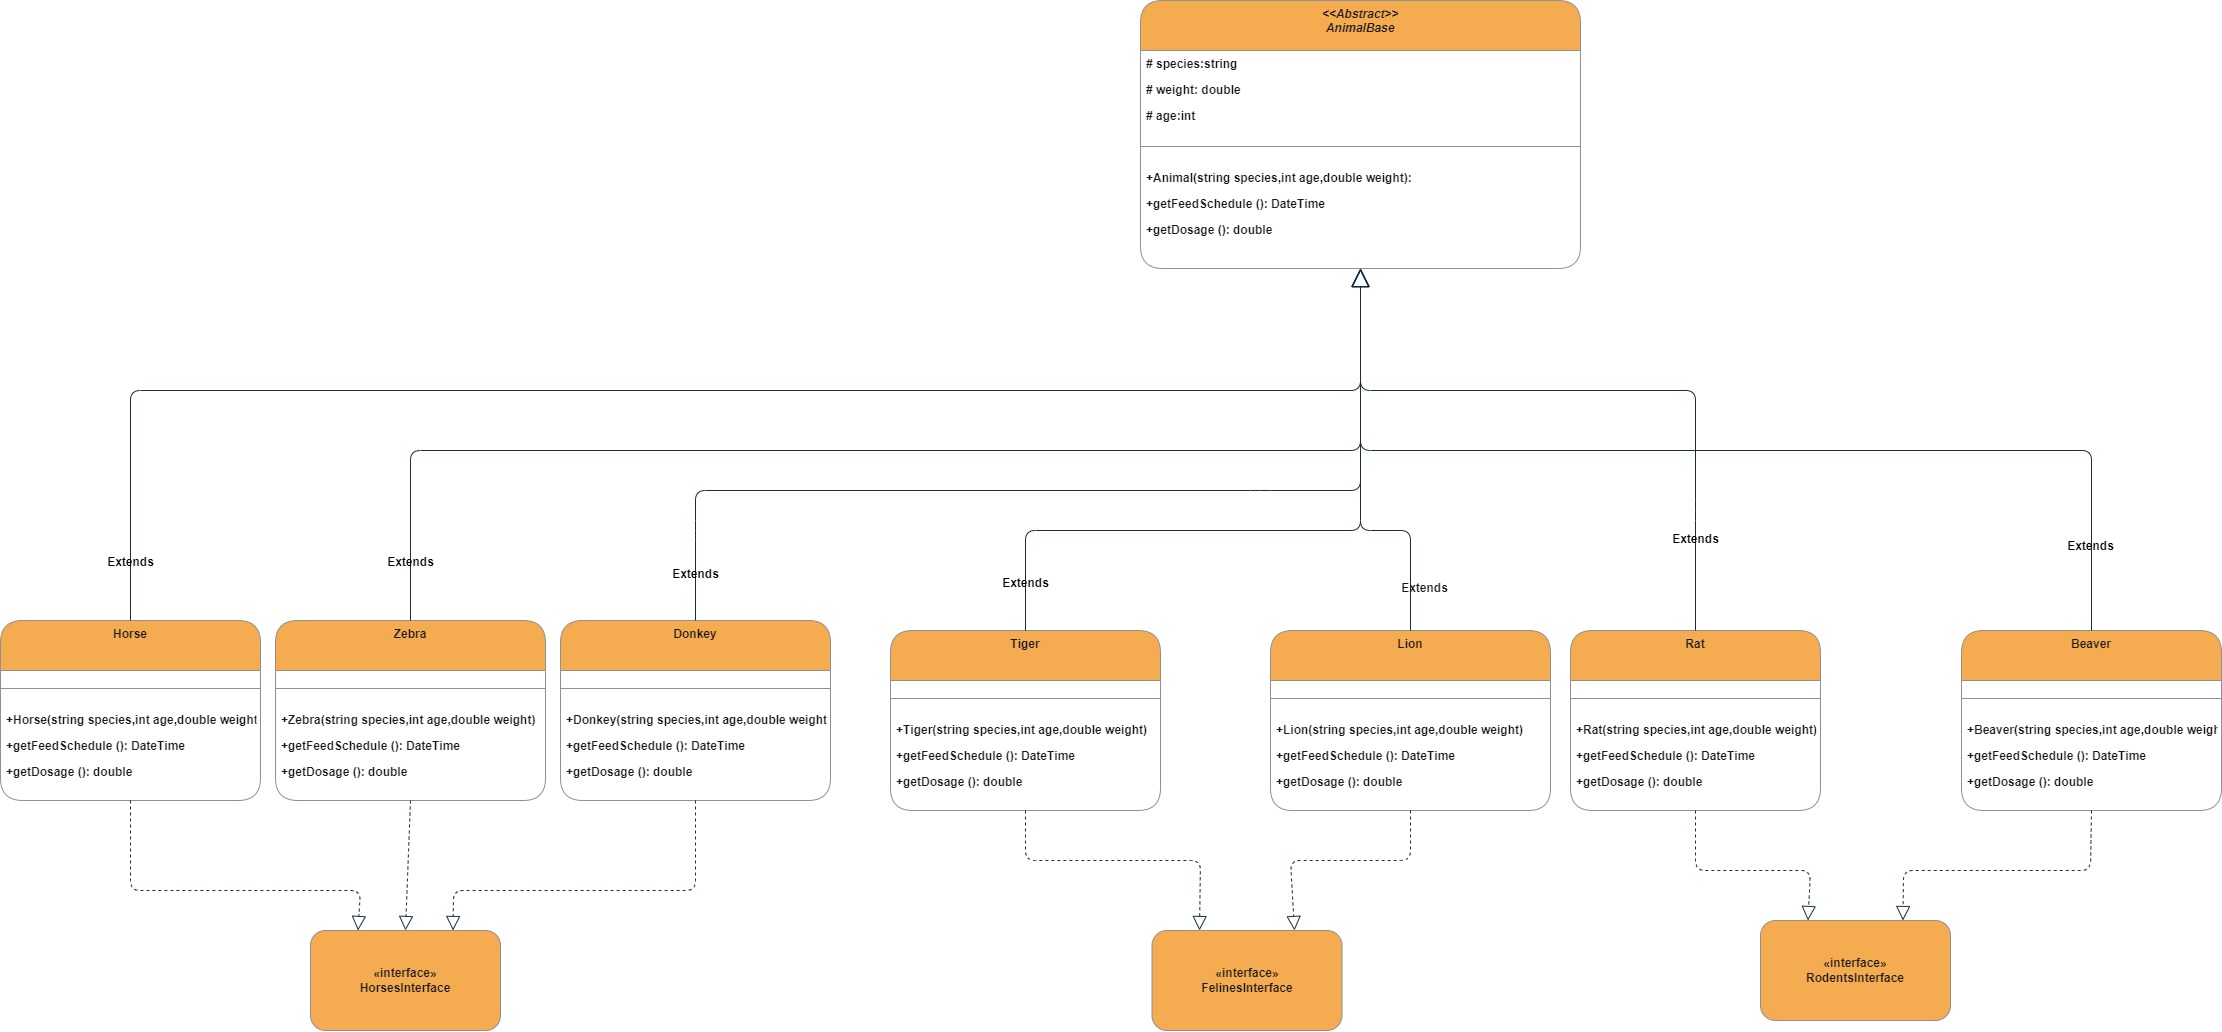 <<Abstract>>
AnimalBase
# species:string
# weight: double
# age:int
+Animal(string species,int age,double weight):
+getFeedSchedule (): DateTime
+getDosage (): double
Extends
Extends
Extends
Extends
Extends
Extends
Extends
Horse
+Horse(string species,int age,double weight
+getFeedSchedule (): DateTime
+getDosage (): double
Zebra
+Zebra(string species,int age,double weight)
+getFeedSchedule (): DateTime
+getDosage (): double
Donkey
+Donkey(string species,int age,double weight
+getFeedSchedule (): DateTime
+getDosage (): double
Tiger
+Tiger(string species,int age,double weight)
+getFeedSchedule (): DateTime
+getDosage (): double
Lion
+Lion(string species,int age,double weight)
+getFeedSchedule (): DateTime
+getDosage (): double
Rat
+Rat(string species,int age,double weight)
+getFeedSchedule (): DateTime
+getDosage (): double
Beaver
+Beaver(string species,int age,double weigh
+getFeedSchedule (): DateTime
+getDosage (): double
«interface»
HorsesInterface
«interface»
FelinesInterface
«interface»
RodentsInterface